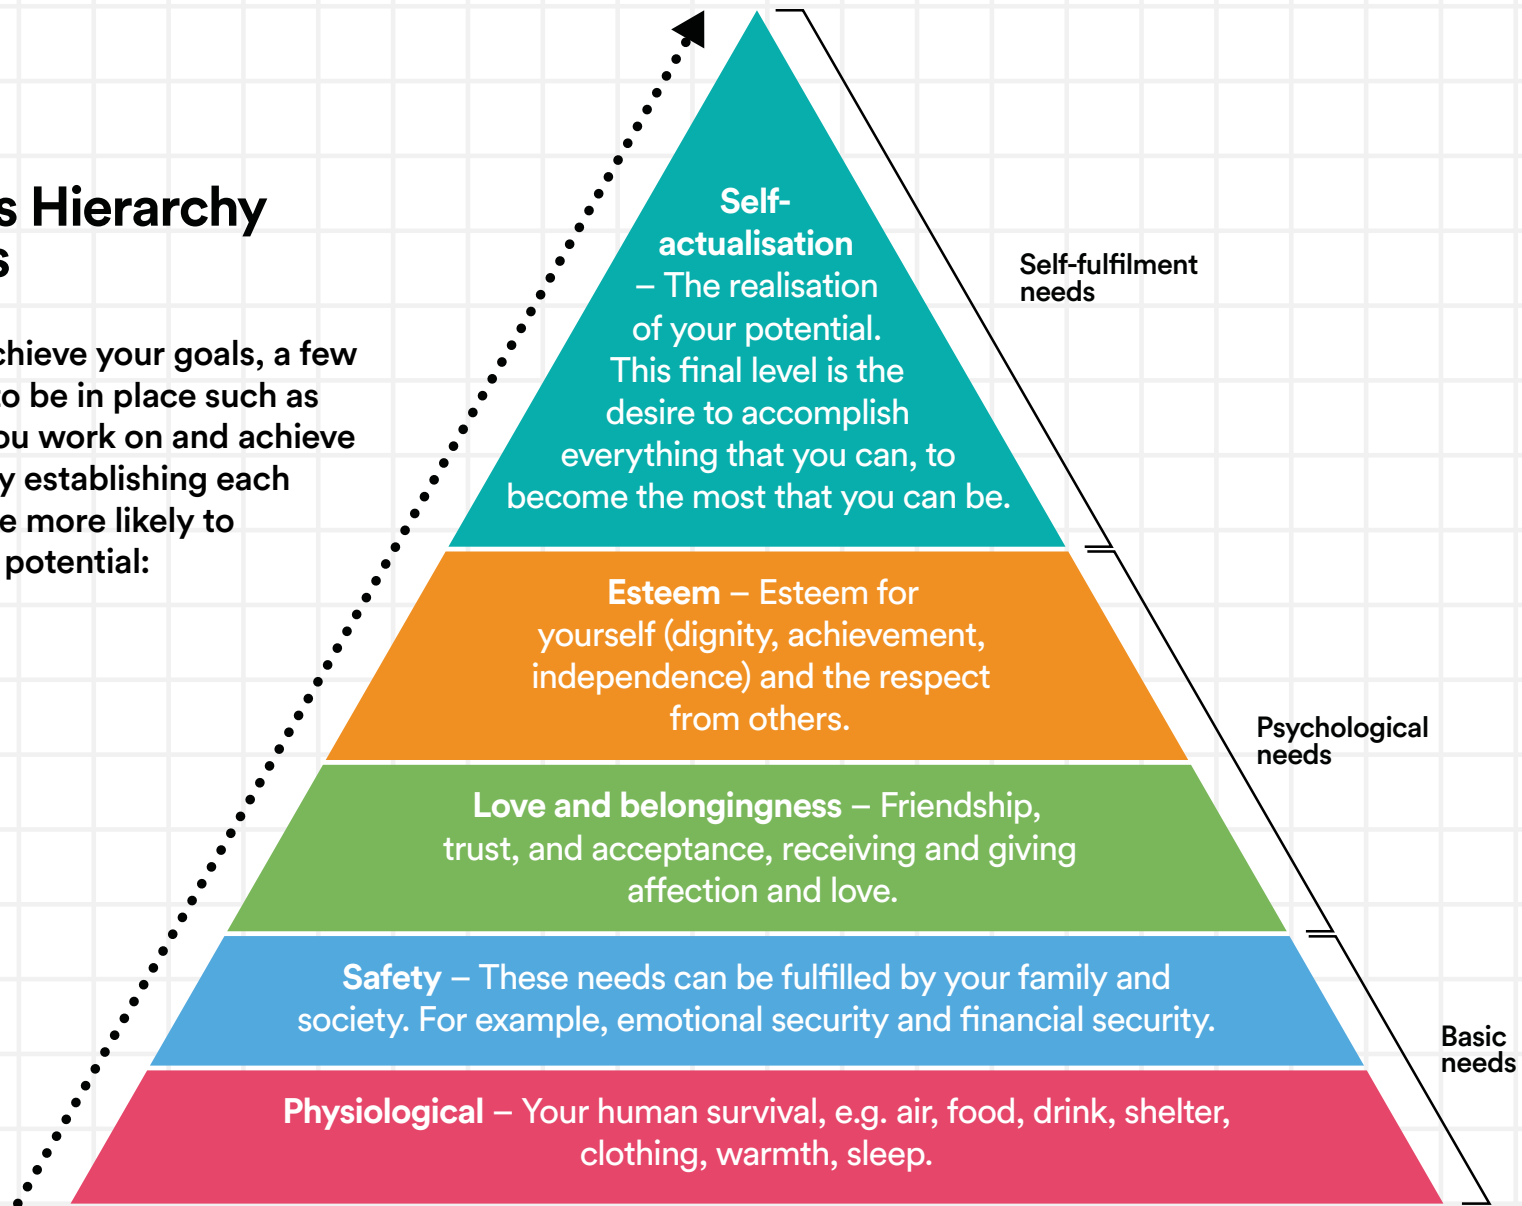 s Hierarchy
s
chieve your goals, a few
to be in place such as
ou work on and achieve
y establishing each
e more likely to
potential:
Self-
actualisation
– The realisation
of your potential.
This final level is the
desire to accomplish
everything that you can, to
become the most that you can be.
Self-fulfilment
needs
Esteem – Esteem for
yourself (dignity, achievement,
independence) and the respect
from others.
Psychological
needs
Love and belongingness – Friendship,
trust, and acceptance, receiving and giving
affection and love.
Safety – These needs can be fulfilled by your family and
society. For example, emotional security and financial security.
Basic
needs
Physiological – Your human survival, e.g. air, food, drink, shelter,
clothing, warmth, sleep.